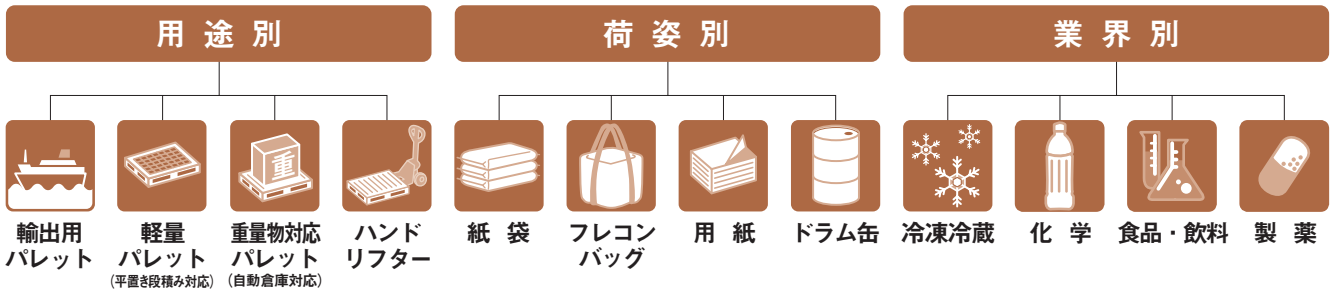 用途別
輸出用
パレット
軽量
パレット
(平置き段積み対応)
重
重量物対応
パレット
(自動倉庫対応)
ハンド
リフター
荷姿別
紙袋
フレコン
バッグ
用紙
ドラム缶
業界別
冷凍冷蔵
化学
食品・飲料
製薬